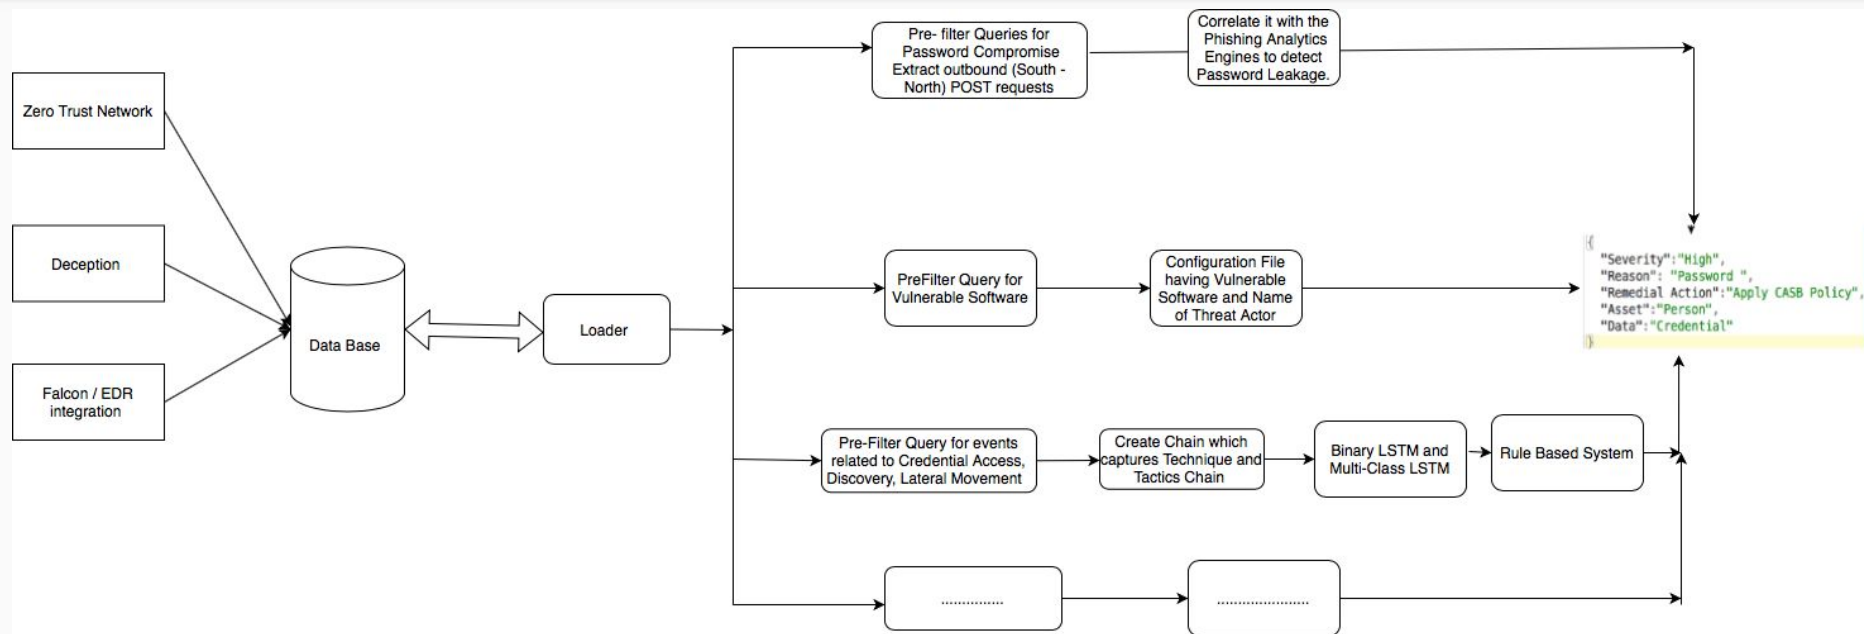 Zero Trust Network
Deception
Falcon / EDR
integration
Data Base
Loader
Pre- filter Queries for
Password Compromise
Extract outbound (South -
North) POST requests
Correlate it with the
Phishing Analytics
Engines to detect
Password Leakage.
PreFilter Query for
Vulnerable Software
Configuration File
having Vulnerable
Software and Name
of Threat Actor
Pre-Filter Query for events
related to Credential Access,
Discovery, Lateral Movement
Create Chain which
captures Technique and
Tactics Chain
Binary LSTM and
Multi-Class LSTM
Rule Based System
...............
......................
{
"Severity":"High",
"Reason": "Password ",
"Remedial Action":"Apply CASB Policy",
"Asset":"Person",
"Data":"Credential"
}